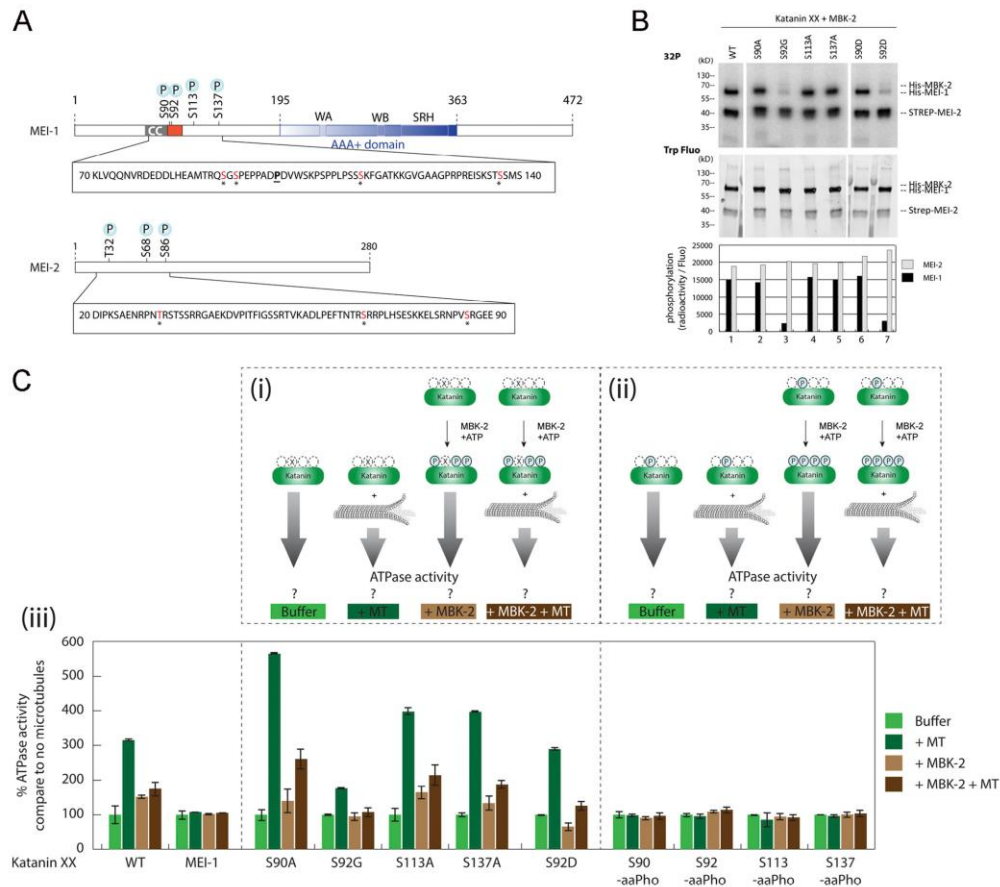 A
1
S90
P
S92
P
S113
P
S137
P
195
363
472
MEI-1
CC
WA
WB
SRH
AAA+ domain
70 KLVQQNVRDEDDLHEAMTRQSGSPEPPADPDVWSKPSPPLPSSSKFGATKKGVGAAGPRPREISKSTSSMS 140
* * * *
1
T32
P
S68
P
S86
P
280
MEI-2
20 DIPKSAENRPNTRSTSSRRGAEKDVPITFIGSSRTVKADLPEFTNTRSRRPLHSESKKELSRNPVSRGEE 90
* * *
B
Katanin XX + MBK-2
WT
S90A
S92G
S113A
S137A
S90D
S92D
32P
(kD)
130--
70--
55--
40--
35--
-- His-MBK-2
-- His-MEI-1
-- STREP-MEI-2
Trp Fluo
(kD)
130--
70--
55--
40--
35--
-- His-MBK-2
-- His-MEI-1
-- Strep-MEI-2
phosphorylation
(radioactivity / Fluo)
25000
20000
15000
10000
5000
0
1 2 3 4 5 6 7
MEI-2
MEI-1
C
(i)
X
Katanin
X
Katanin
MBK-2
+ATP
MBK-2
+ATP
X
Katanin
X
Katanin
P X P P
Katanin
P X P P
Katanin
+
+
ATPase activity
? ? ? ?
Buffer
+ MT
+ MBK-2
+ MBK-2 + MT
(ii)
P
Katanin
P
Katanin
MBK-2
+ATP
MBK-2
+ATP
P
Katanin
P
Katanin
P P P P
Katanin
P P P P
Katanin
+
+
ATPase activity
? ? ? ?
Buffer
+ MT
+ MBK-2
+ MBK-2 + MT
(iii)
% ATPase activity
compare to no microtubules
600
500
400
300
200
100
0
Buffer
+ MT
+ MBK-2
+ MBK-2 + MT
Katanin XX
WT
MEI-1
S90A
S92G
S113A
S137A
S92D
S90
-aaPho
S92
-aaPho
S113
-aaPho
S137
-aaPho